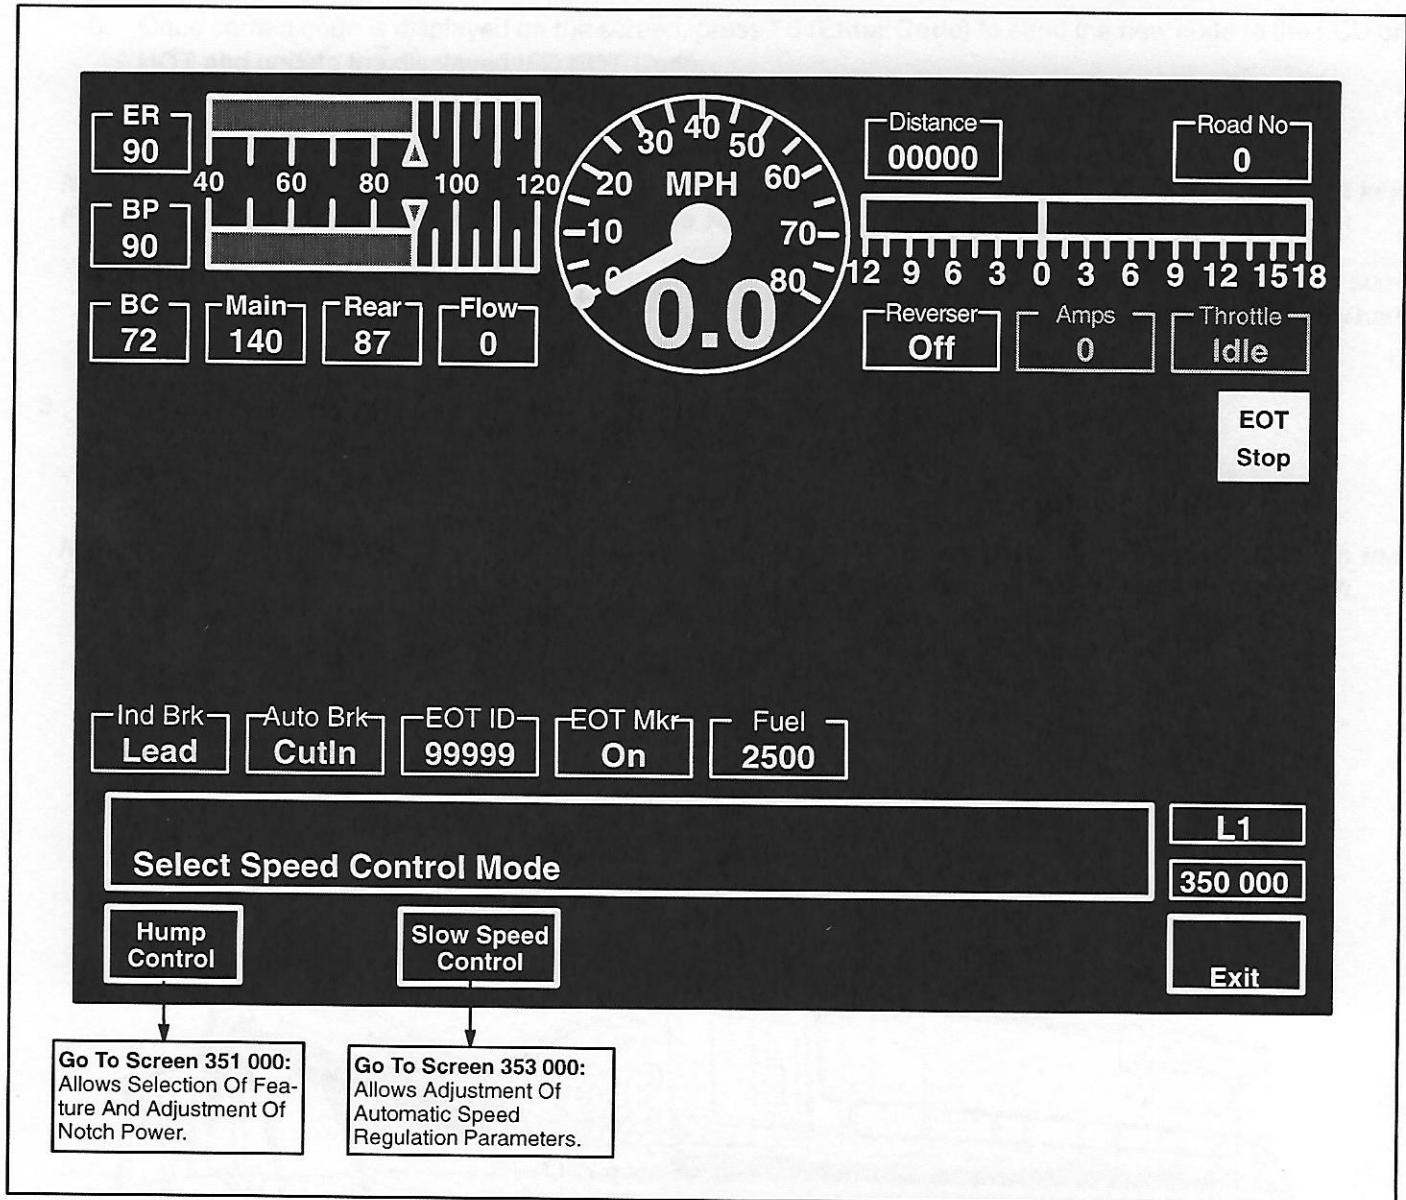 ER
90
40 60 80 100 120
BP
90
BC
72
Main
140
Rear
87
Flow
0
0 10 20 30 40 50 60 70 80
MPH
0.0
Distance
00000
Road No
0
12 9 6 3 0 3 6 9 12 15 18
Reverser
Off
Amps
0
Throttle
Idle
EOT
Stop
Ind Brk
Lead
Auto Brk
CutIn
EOT ID
99999
EOT Mkr
On
Fuel
2500
Select Speed Control Mode
L1
350 000
Hump
Control
Slow Speed
Control
Exit
Go To Screen 351 000:
Allows Selection Of Fea-
ture And Adjustment Of
Notch Power.
Go To Screen 353 000:
Allows Adjustment Of
Automatic Speed
Regulation Parameters.